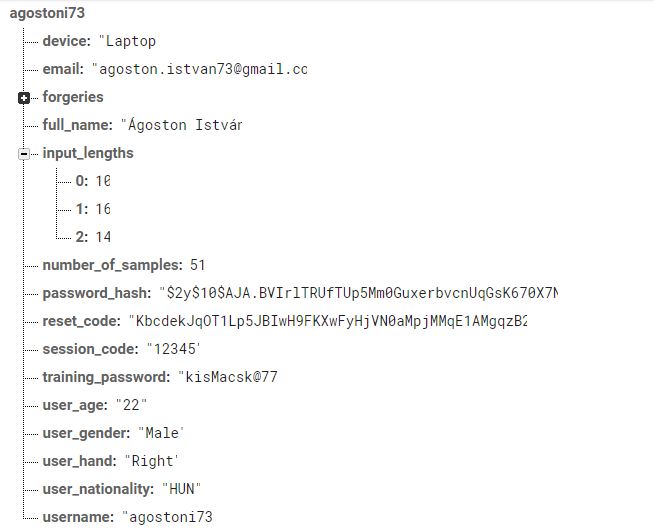 agostoni73
device: "Laptop
email: "agoston.istvan73@gmail.cc
forgeries
full_name: "Ágoston Istvár
input_lengths
0: 10
1: 16
2: 14
number_of_samples: 51
password_hash: "$2y$10$AJA.BVIrlTRUfTUp5Mm0GuxerbvcnUqGsK670X7N
reset_code: "KbcdekJqOT1Lp5JBIwH9FKXwFyHjVN0aMpjMMqE1AMgqzB2
session_code: "12345'
training_password: "kisMacsk@77
user_age: "22"
user_gender: "Male'
user_hand: "Right'
user_nationality: "HUN"
username: "agostoni73